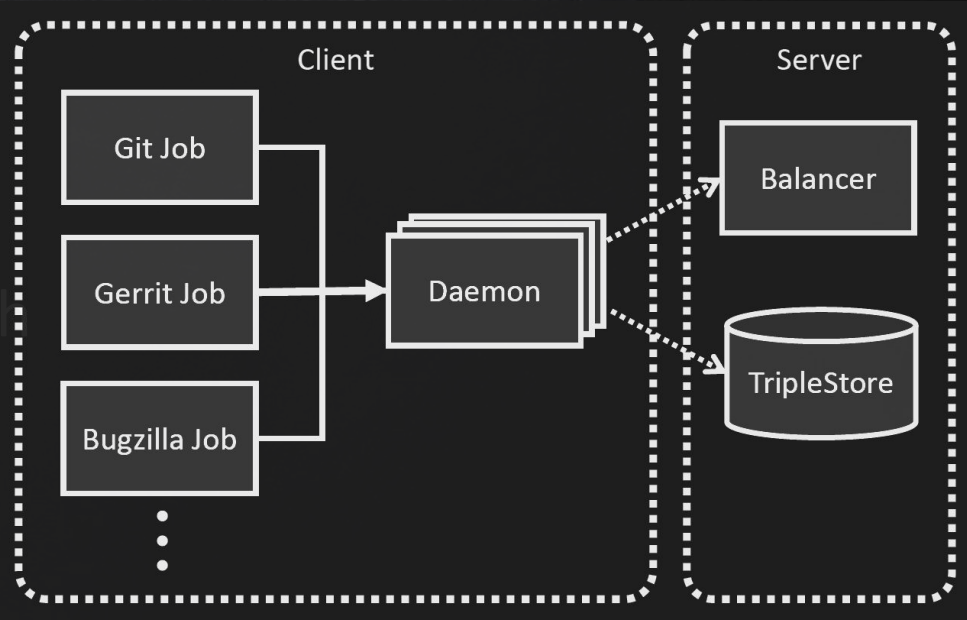 Client
Server
Git Job
Balancer
Gerrit Job
Daemon
TripleStore
Bugzilla Job